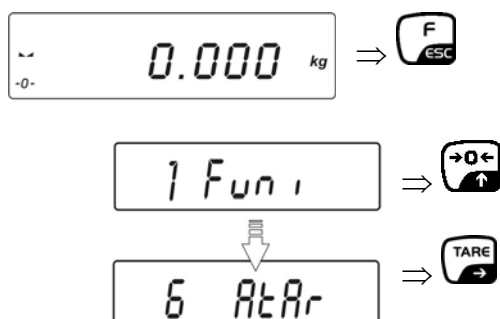 -0- 0.000 kg ⇒ F ESC
1 Funi ⇒ →0← ↑
6 AtAr ⇒ TARE →